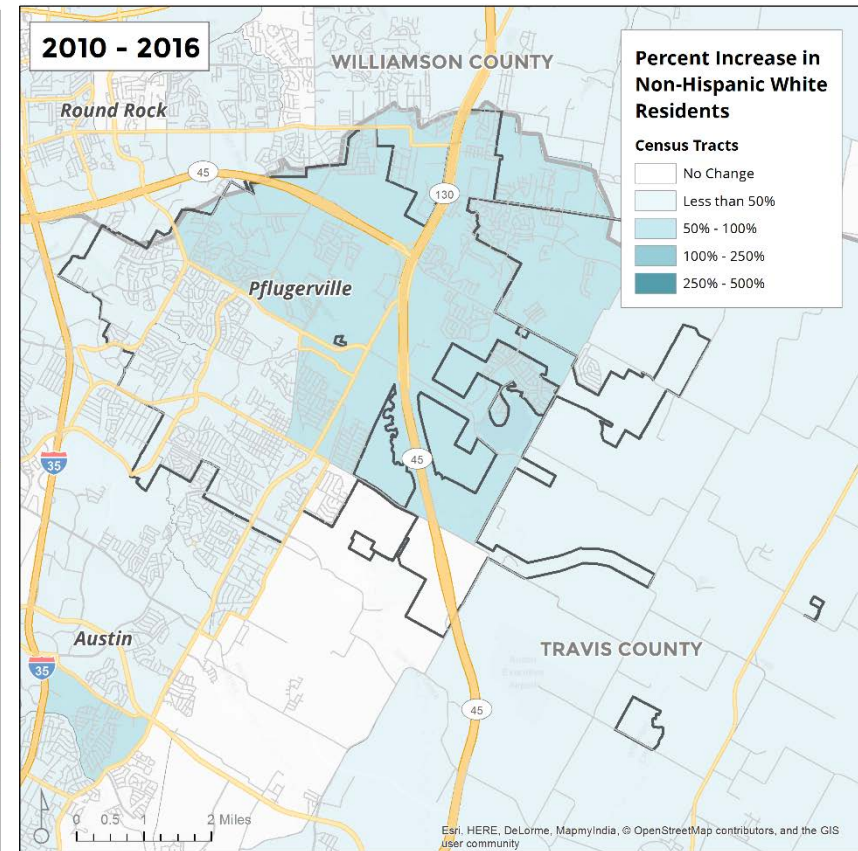 2010 - 2016
WILLIAMSON COUNTY
Percent Increase in
Non-Hispanic White
Residents
Census Tracts
No Change
Less than 50%
50% - 100%
100% - 250%
250% - 500%
Round Rock
45
130
Pflugerville
35
45
Austin
35
TRAVIS COUNTY
45
0 0.5 1 2 Miles
Esri, HERE, DeLorme, MapmyIndia, © OpenStreetMap contributors, and the GIS
user community